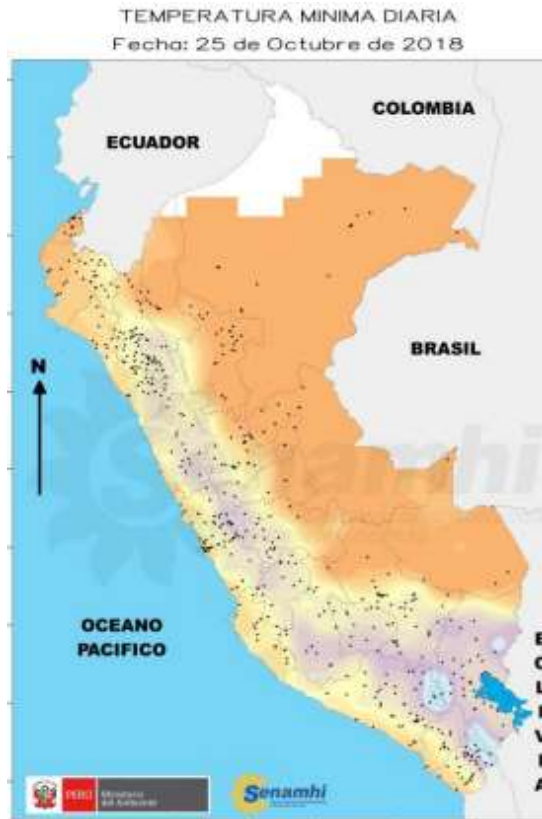 TEMPERATURA MINIMA DIARIA
Fecha: 25 de Octubre de 2018
COLOMBIA
ECUADOR
BRASIL
N
Senamhi
OCEANO
PACIFICO
PERÚ
Ministerio
del Ambiente
Senamhi